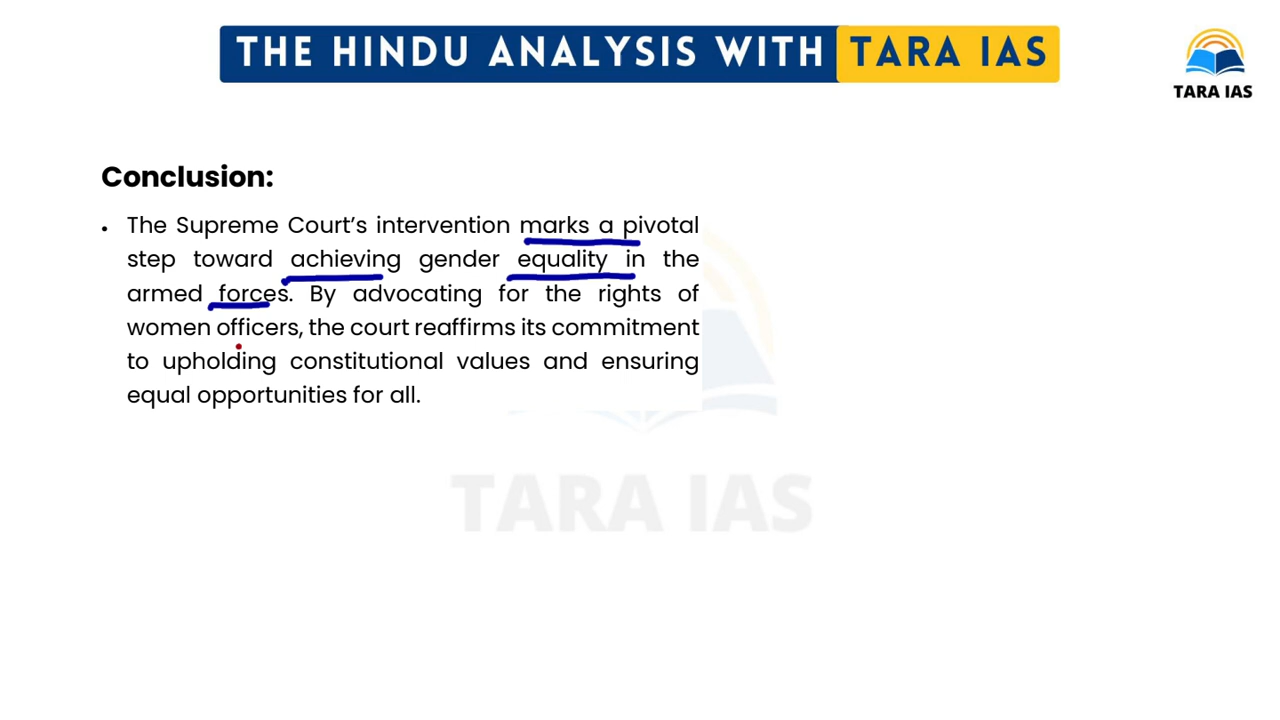 THE HINDU ANALYSIS WITH TARA IAS
TARA IAS
Conclusion:
• The Supreme Court’s intervention marks a pivotal
step toward achieving gender equality in the
armed forces. By advocating for the rights of
women officers, the court reaffirms its commitment
to upholding constitutional values and ensuring
equal opportunities for all.
TARA IAS